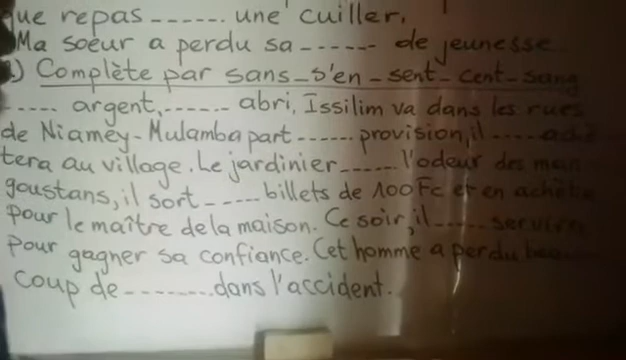 que repas ...... une cuiller.
Ma soeur a perdu sa ...... de jeunesse
) Complète par sans-s'en-sent-cent-sang
..... argent, ...... abri, Issilim va dans les rues
de Niamey-Mulamba part ...... provision, il ..... achè
tera au village. Le jardinier ...... l'odeur des man
goustans, il sort ..... billets de 100 Fc et en achète
pour le maître de la maison. Ce soir, il ..... servira
pour gagner sa confiance. Cet homme a perdu beau
coup de ........ dans l'accident.